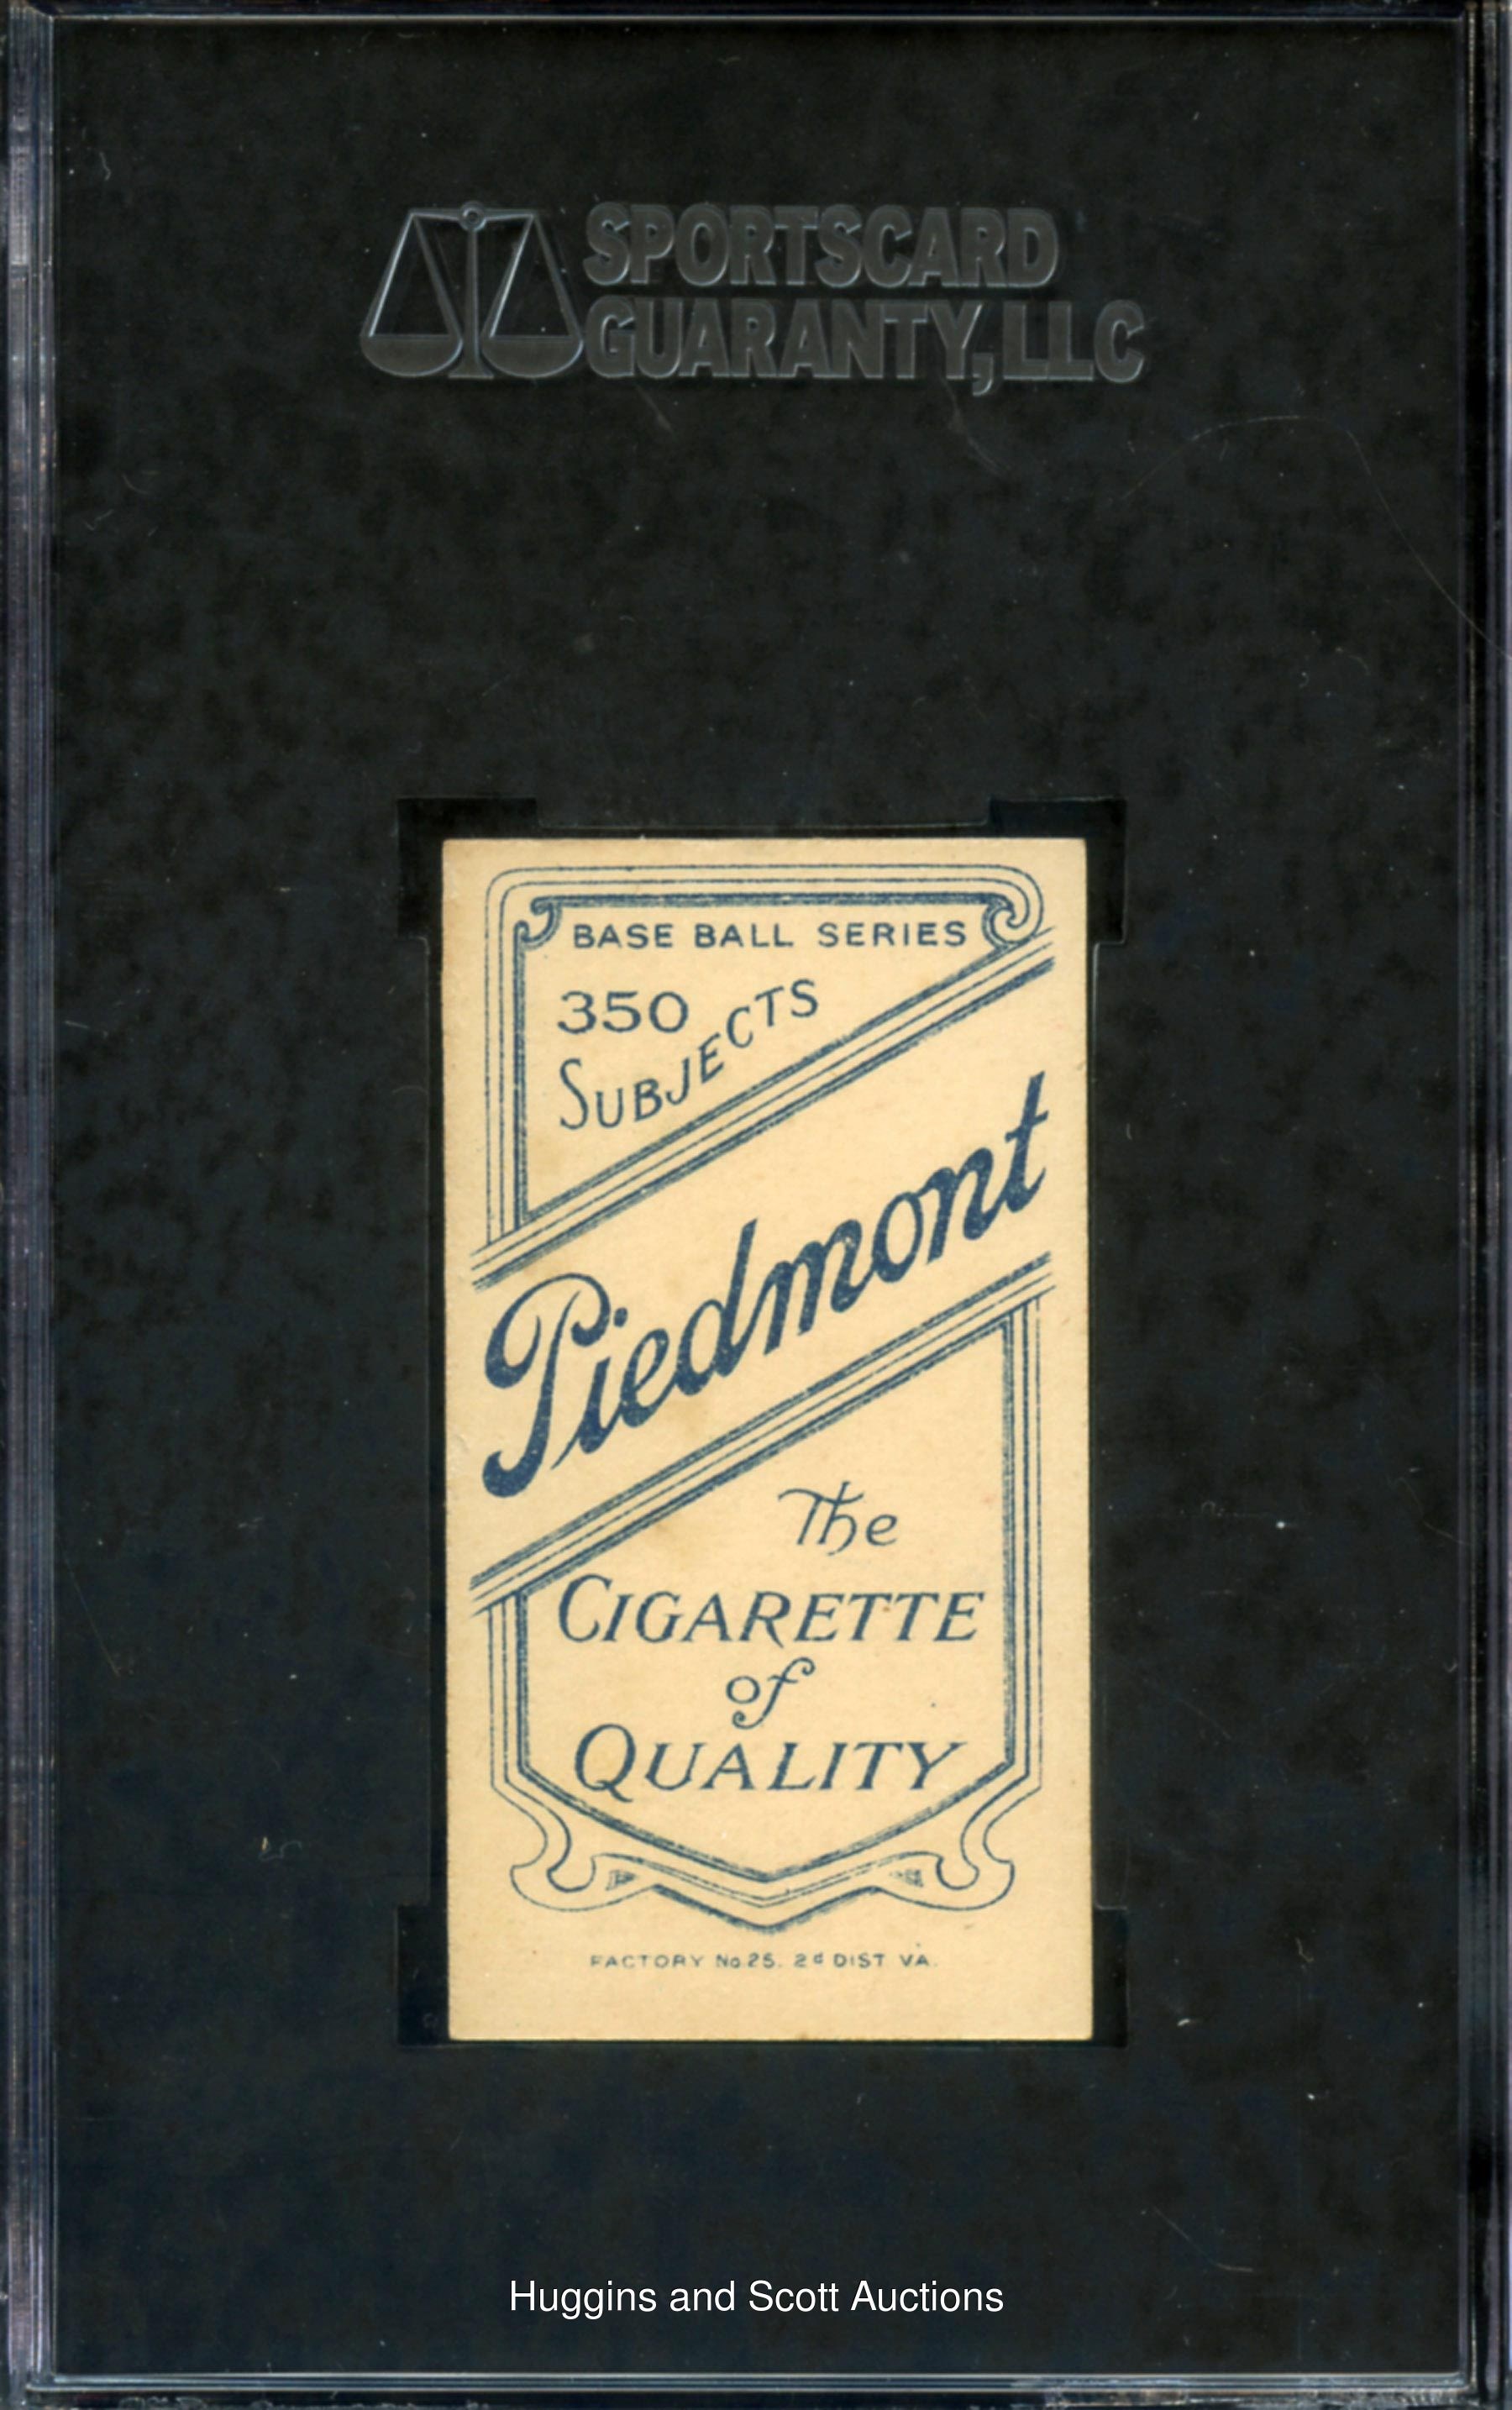 SPORTSCARD
GUARANTY, LLC
BASE BALL SERIES
350
SUBJECTS
Piedmont
The
CIGARETTE
of
QUALITY
FACTORY No.25. 2d DIST VA.
Huggins and Scott Auctions